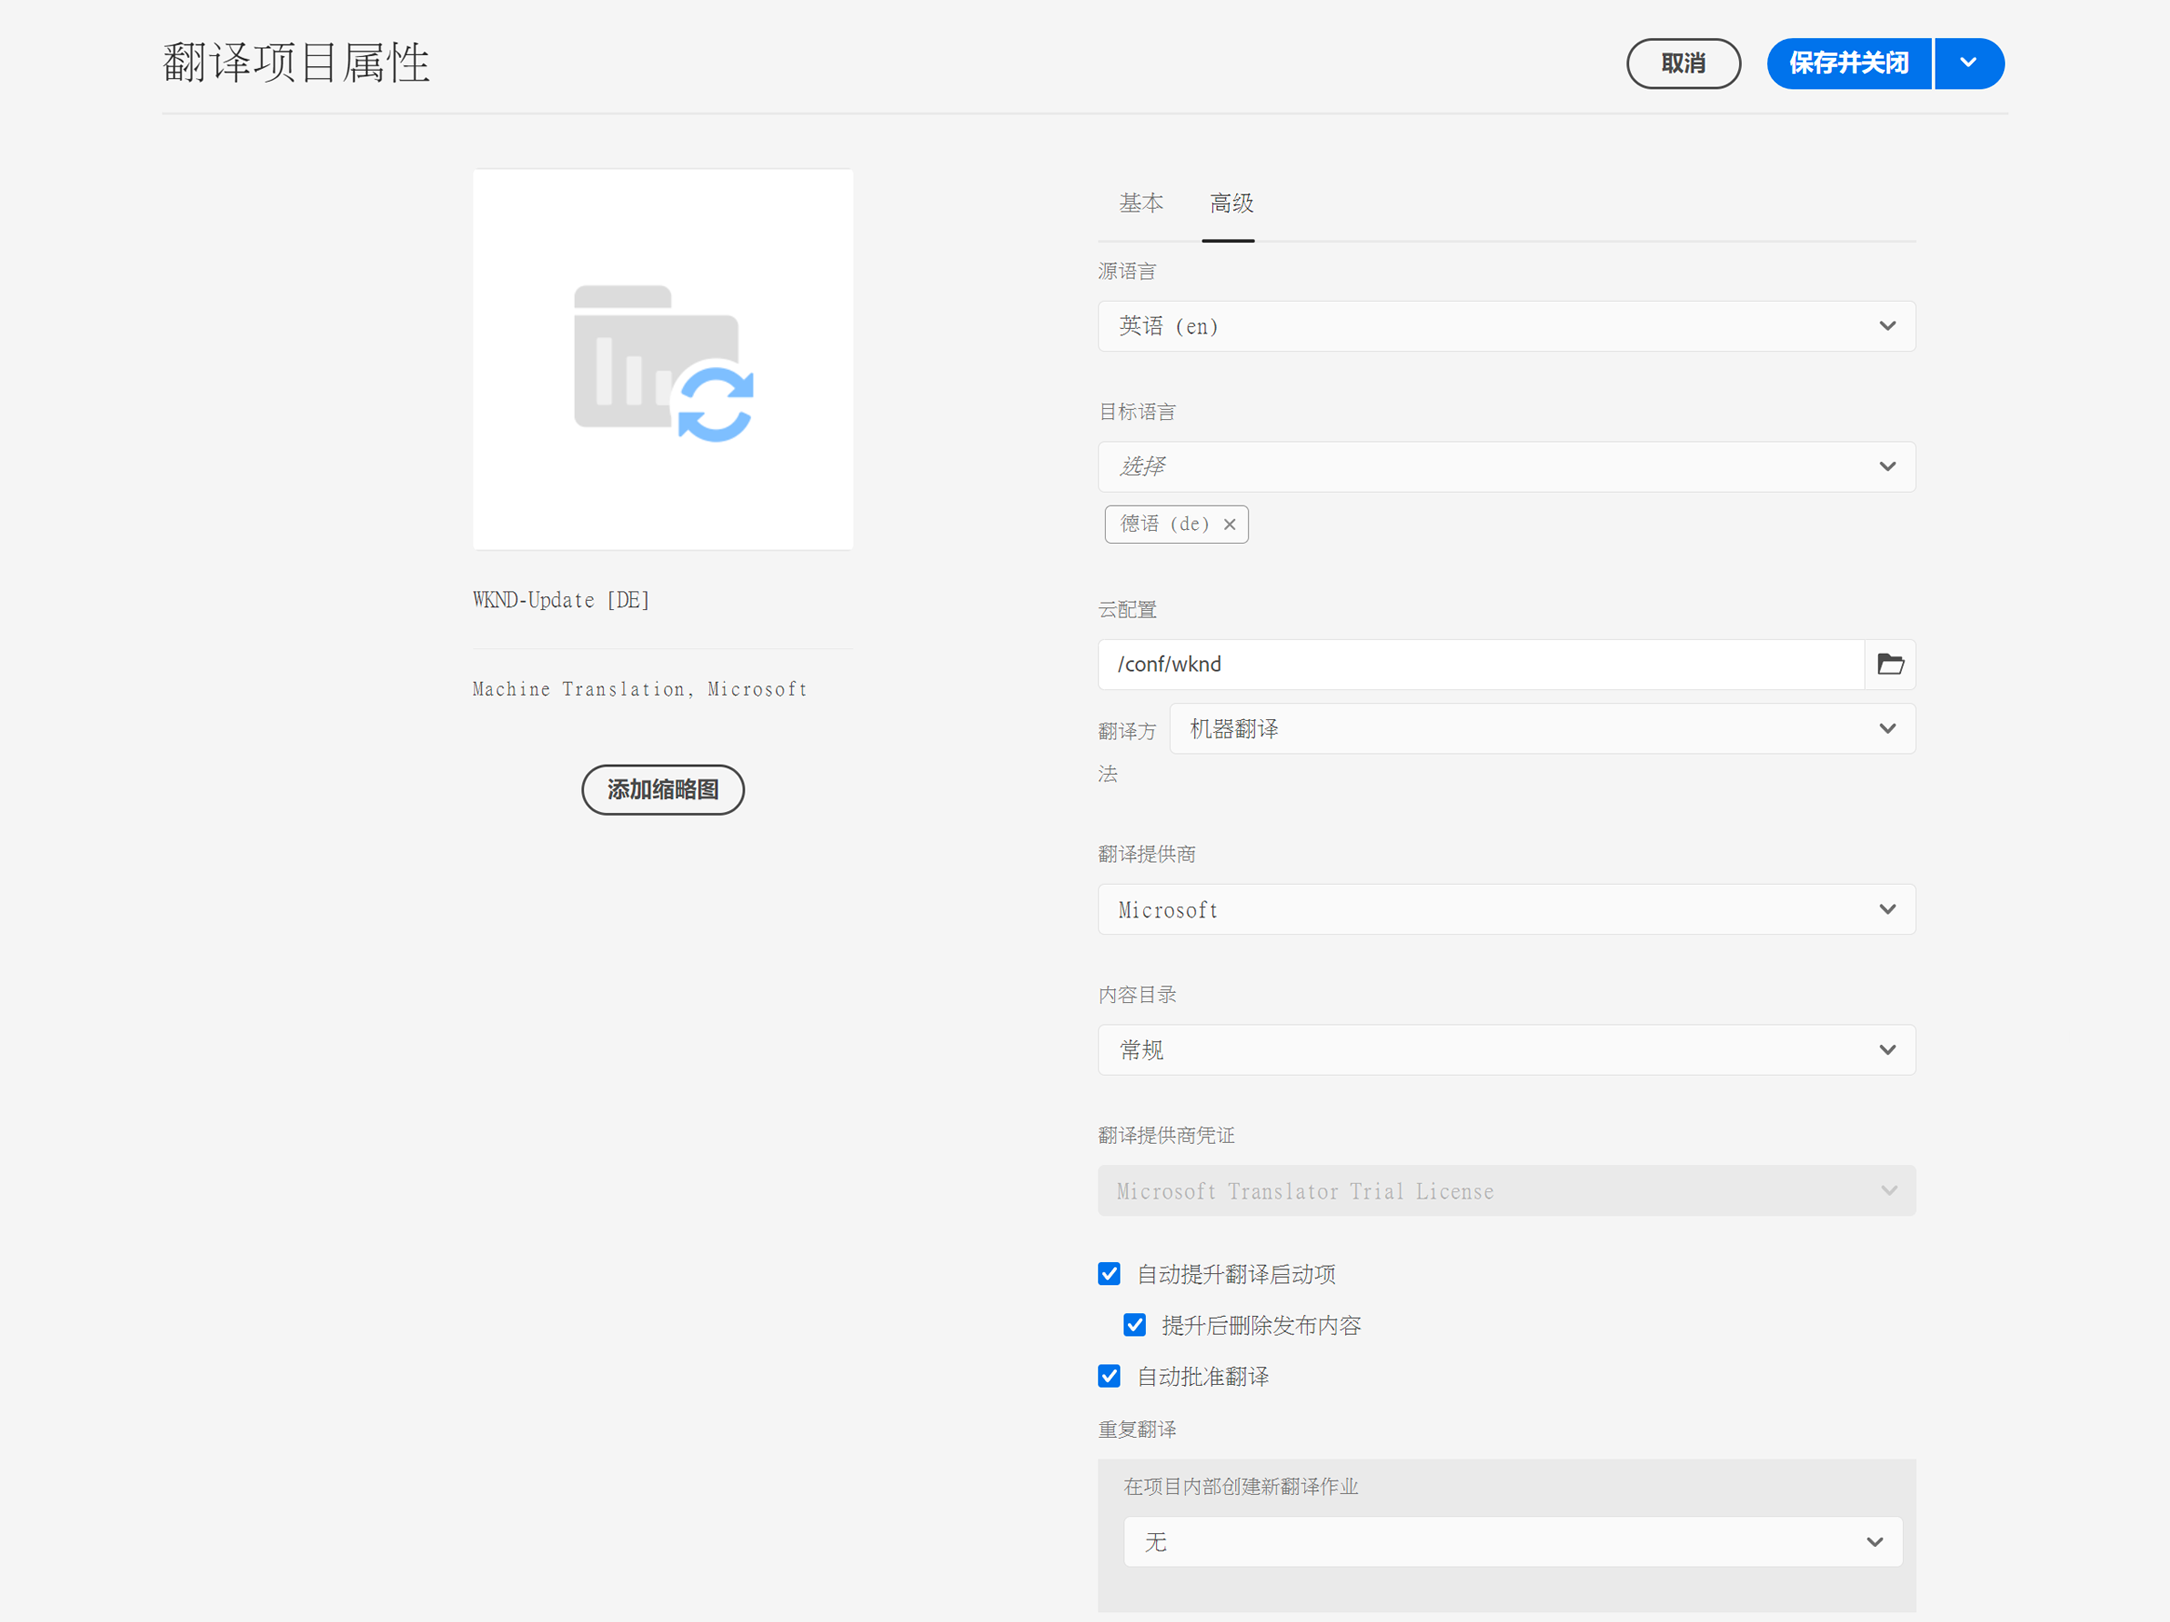 翻译项目属性
取消
保存并关闭
WKND-Update [DE]
Machine Translation, Microsoft
添加缩略图
基本
高级
源语言
英语 (en)
目标语言
选择
德语 (de)
云配置
/conf/wknd
翻译方
法
机器翻译
翻译提供商
Microsoft
内容目录
常规
翻译提供商凭证
Microsoft Translator Trial License
自动提升翻译启动项
提升后删除发布内容
自动批准翻译
重复翻译
在项目内部创建新翻译作业
无